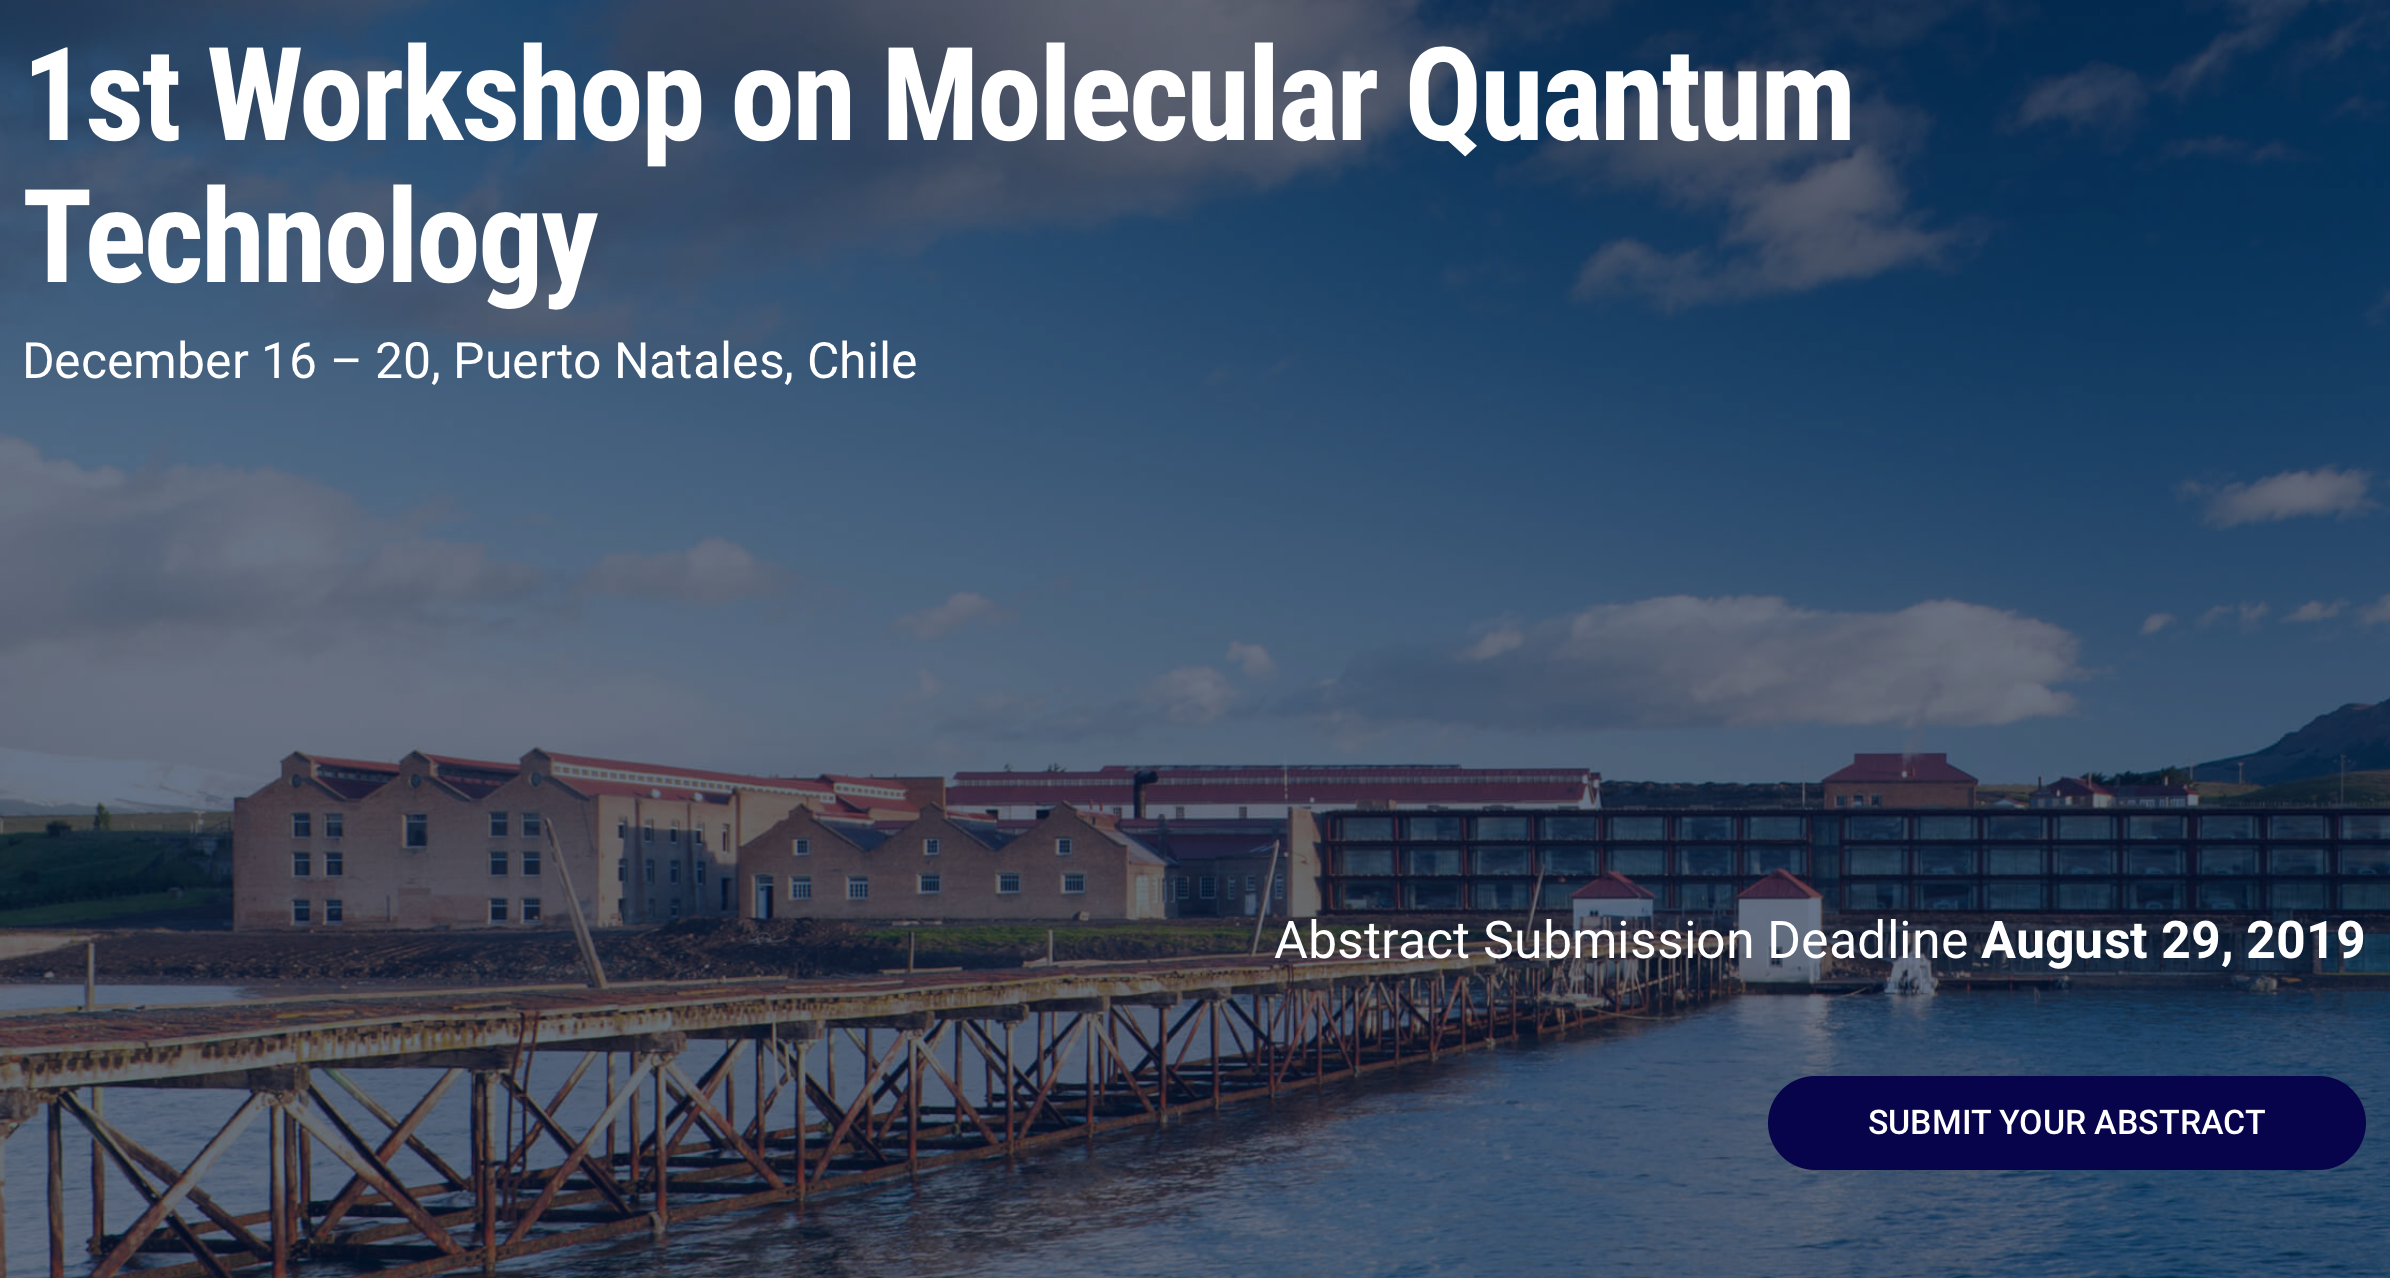 1st Workshop on Molecular Quantum
Technology
December 16 – 20, Puerto Natales, Chile
Abstract Submission Deadline August 29, 2019
SUBMIT YOUR ABSTRACT